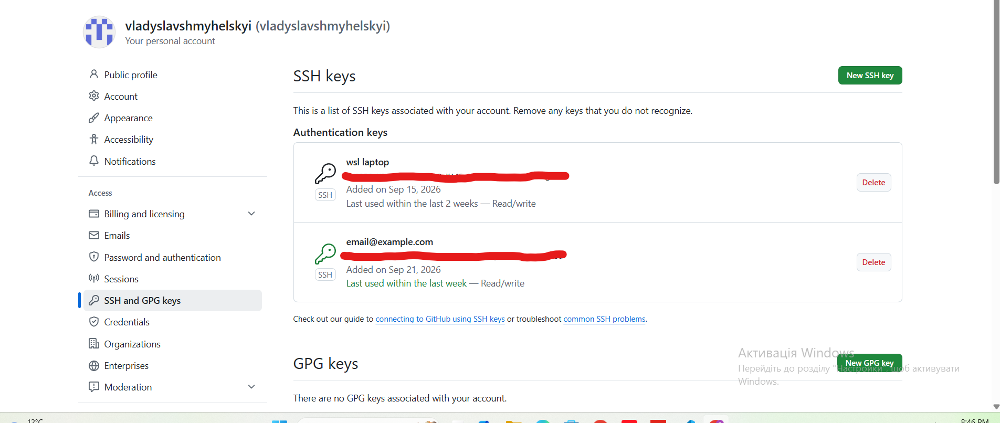 vladyslavshmyhelskyi (vladyslavshmyhelskyi)
Your personal account
Public profile
Account
Appearance
Accessibility
Notifications
Access
Billing and licensing
Emails
Password and authentication
Sessions
SSH and GPG keys
Credentials
Organizations
Enterprises
Moderation
SSH keys
New SSH key
This is a list of SSH keys associated with your account. Remove any keys that you do not recognize.
Authentication keys
wsl laptop
SSH
Added on Sep 15, 2026
Last used within the last 2 weeks — Read/write
Delete
email@example.com
SSH
Added on Sep 21, 2026
Last used within the last week — Read/write
Delete
Check out our guide to connecting to GitHub using SSH keys or troubleshoot common SSH problems.
GPG keys
New GPG key
There are no GPG keys associated with your account.
Активація Windows
Перейдіть до розділу "Настройки", щоб активувати
Windows.
12°C
8:46 PM